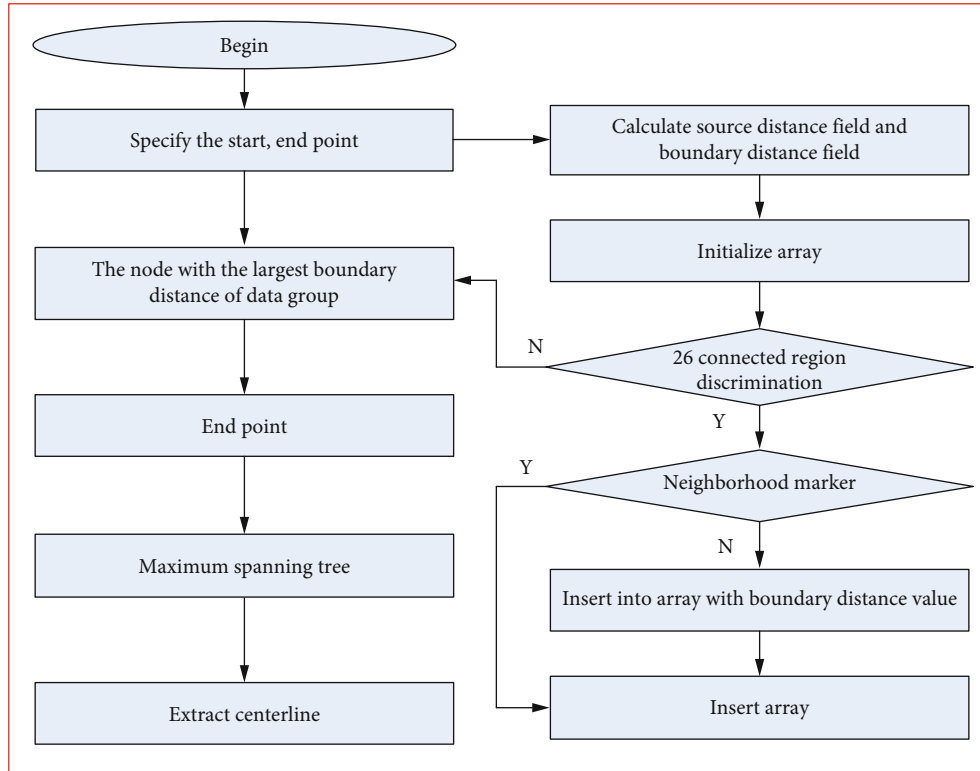 Begin
Specify the start, end point
Calculate source distance field and
boundary distance field
Initialize array
The node with the largest boundary
distance of data group
N
26 connected region
discrimination
Y
End point
Y
Neighborhood marker
N
Maximum spanning tree
Insert into array with boundary distance value
Extract centerline
Insert array